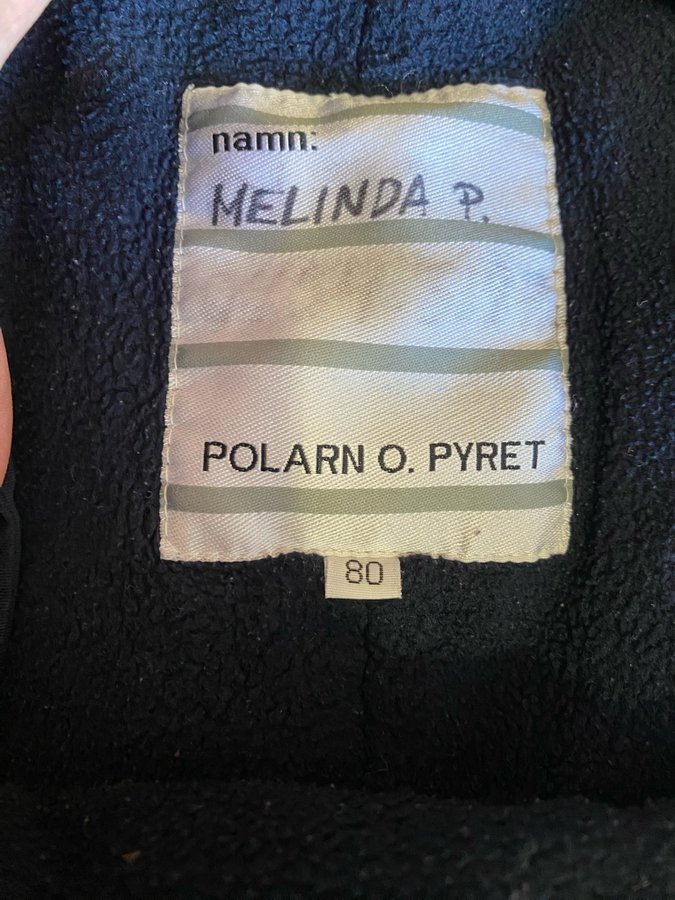 namn:
MELINDA P.
POLARN O. PYRET
80